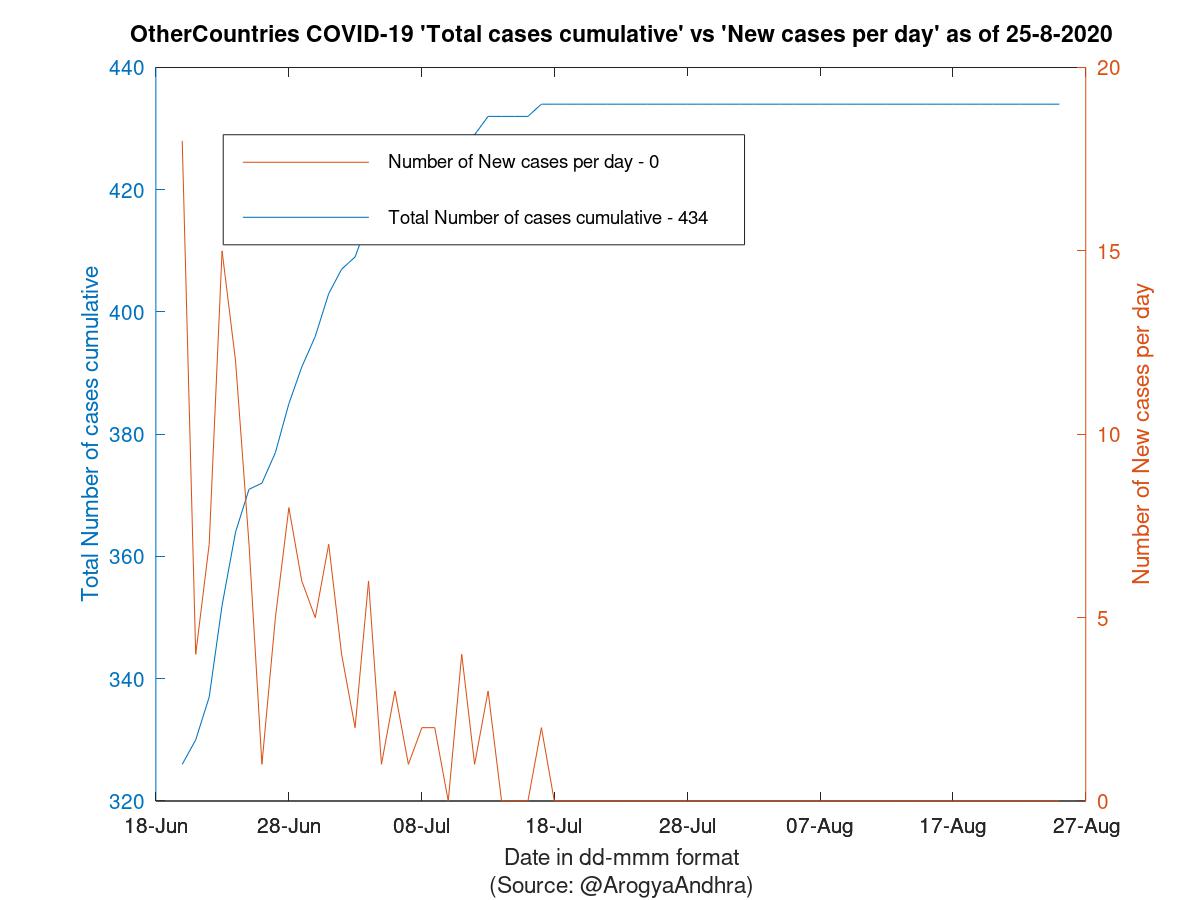 OtherCountries COVID-19 'Total cases cumulative' vs 'New cases per day' as of 25-8-2020
440
420
400
380
360
340
320
20
15
10
5
0
Total Number of cases cumulative
Number of New cases per day
Number of New cases per day - 0
Total Number of cases cumulative - 434
18-Jun 28-Jun 08-Jul 18-Jul 28-Jul 07-Aug 17-Aug 27-Aug
Date in dd-mmm format
(Source: @ArogyaAndhra)